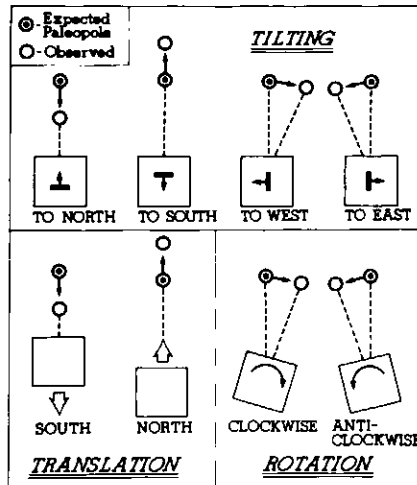 - Expected
Paleopole
- Observed
TILTING
TO NORTH
TO SOUTH
TO WEST
TO EAST
SOUTH
NORTH
CLOCKWISE
ANTI-
CLOCKWISE
TRANSLATION
ROTATION